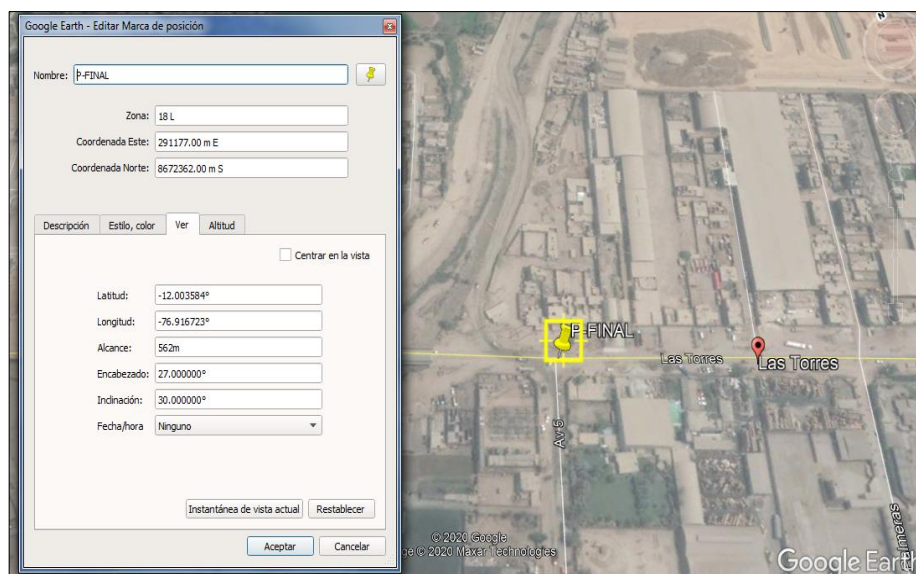 Google Earth - Editar Marca de posición
Nombre: P-FINAL
Zona: 18 L
Coordenada Este: 291177.00 m E
Coordenada Norte: 8672362.00 m S
Descripción Estilo, color Ver Altitud
Centrar en la vista
Latitud: -12.003584°
Longitud: -76.916723°
Alcance: 562m
Encabezado: 27.000000°
Inclinación: 30.000000°
Fecha/hora Ninguno
Instantánea de vista actual Restablecer
Aceptar Cancelar
N
P-FINAL
Las Torres
Las Torres
Av 5
almeras
© 2020 Google
ge © 2020 Maxar Technologies
Google Earth